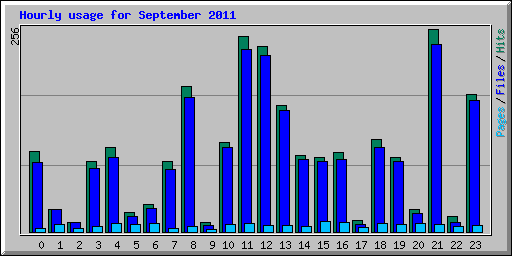 Hourly usage for September 2011
256
Pages/Files/Hits
0 1 2 3 4 5 6 7 8 9 10 11 12 13 14 15 16 17 18 19 20 21 22 23